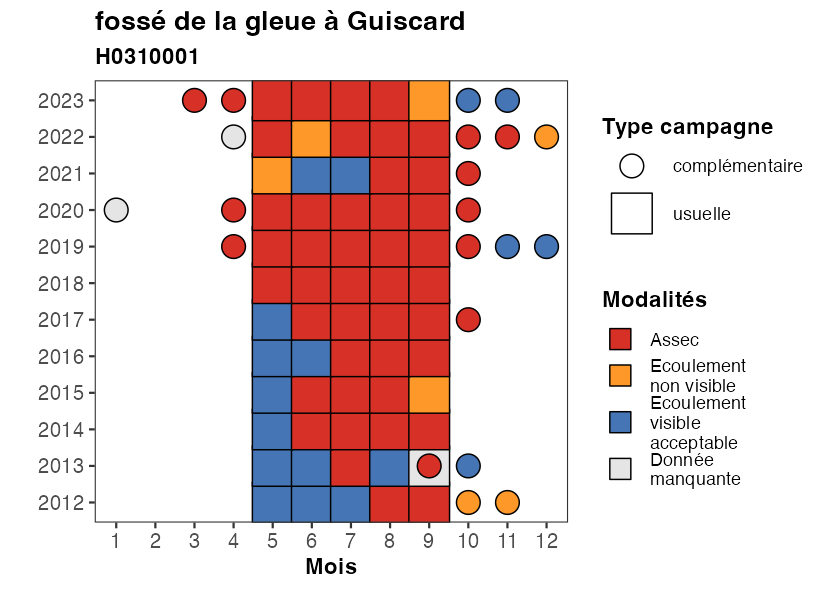 fossé de la gleue à Guiscard
H0310001
2023
2022
2021
2020
2019
2018
2017
2016
2015
2014
2013
2012
1 2 3 4 5 6 7 8 9 10 11 12
Mois
Type campagne
complémentaire
usuelle
Modalités
Assec
Ecoulement
non visible
Ecoulement
visible
acceptable
Donnée
manquante